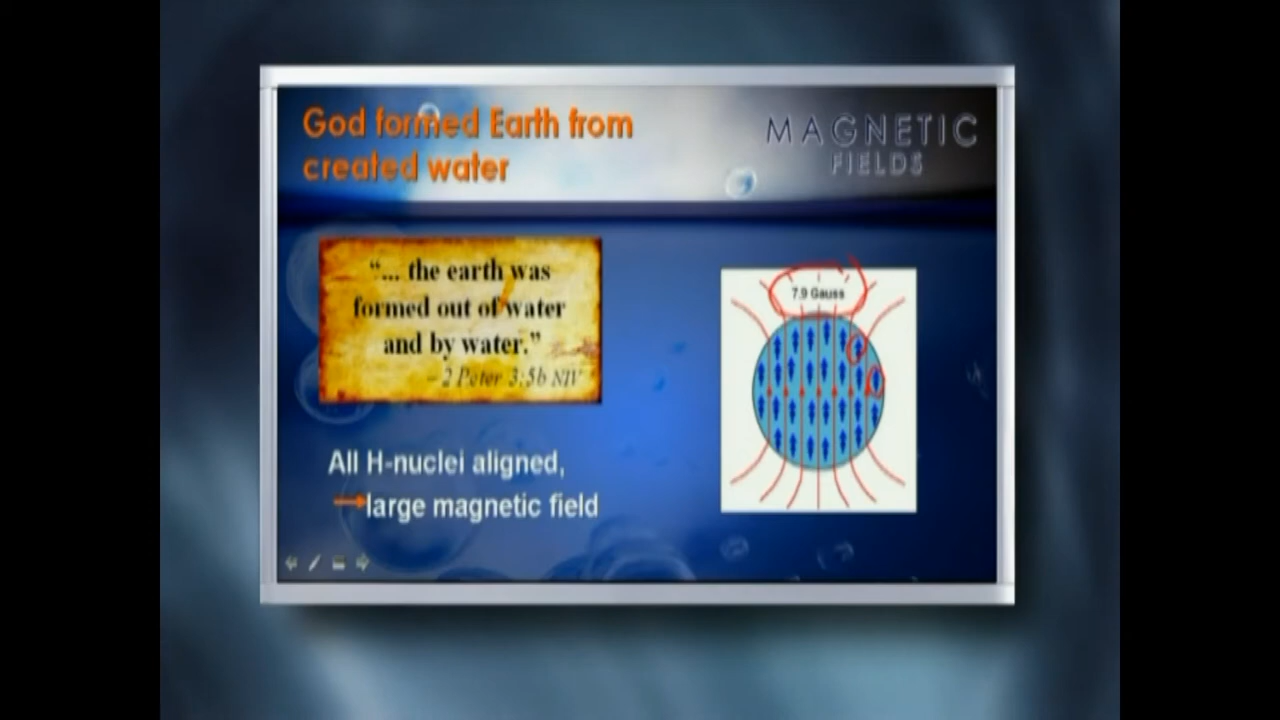 God formed Earth from
created water
MAGNETIC
FIELDS
“... the earth was
formed out of water
and by water.”
– 2 Peter 3:5b NIV
7.9 Gauss
All H-nuclei aligned,
→large magnetic field